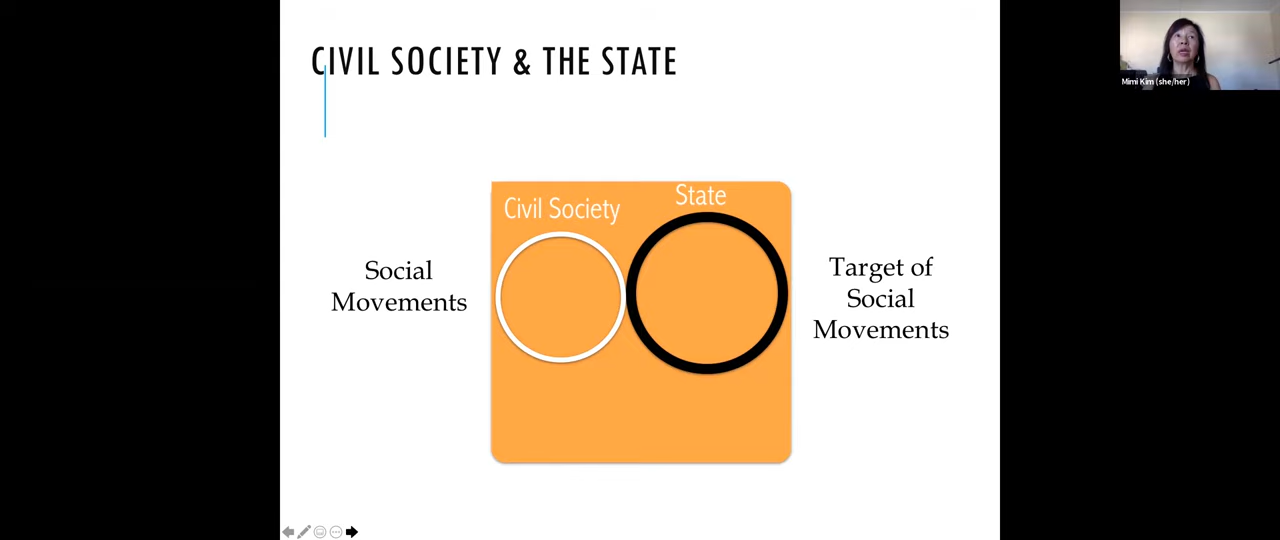 CIVIL SOCIETY & THE STATE
Mimi Kim (she/her)
Civil Society
State
Social
Movements
Target of
Social
Movements